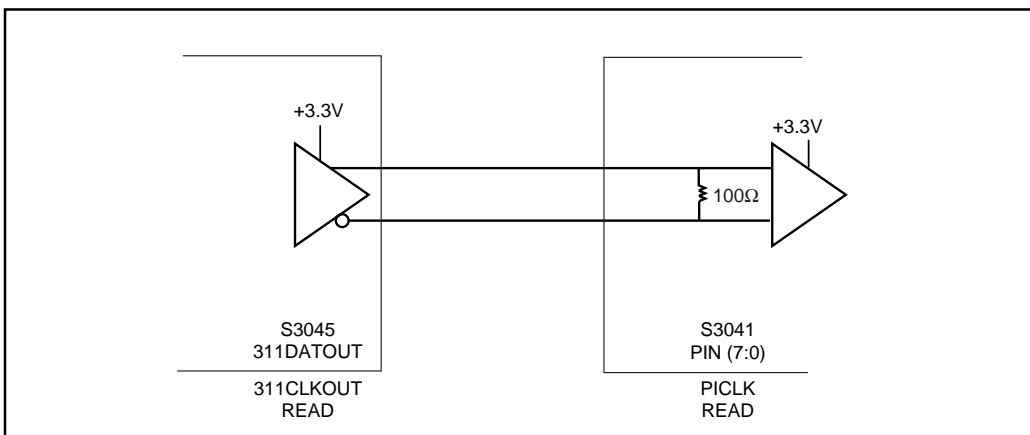 +3.3V
+3.3V
100Ω
S3045
311DATOUT
311CLKOUT
READ
S3041
PIN (7:0)
PICLK
READ